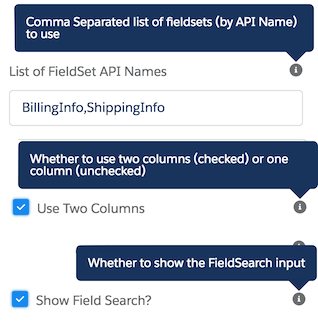 Comma Separated list of fieldsets (by API Name)
to use
List of FieldSet API Names
BillingInfo,ShippingInfo
Whether to use two columns (checked) or one
column (unchecked)
Use Two Columns
Whether to show the FieldSearch input
Show Field Search?